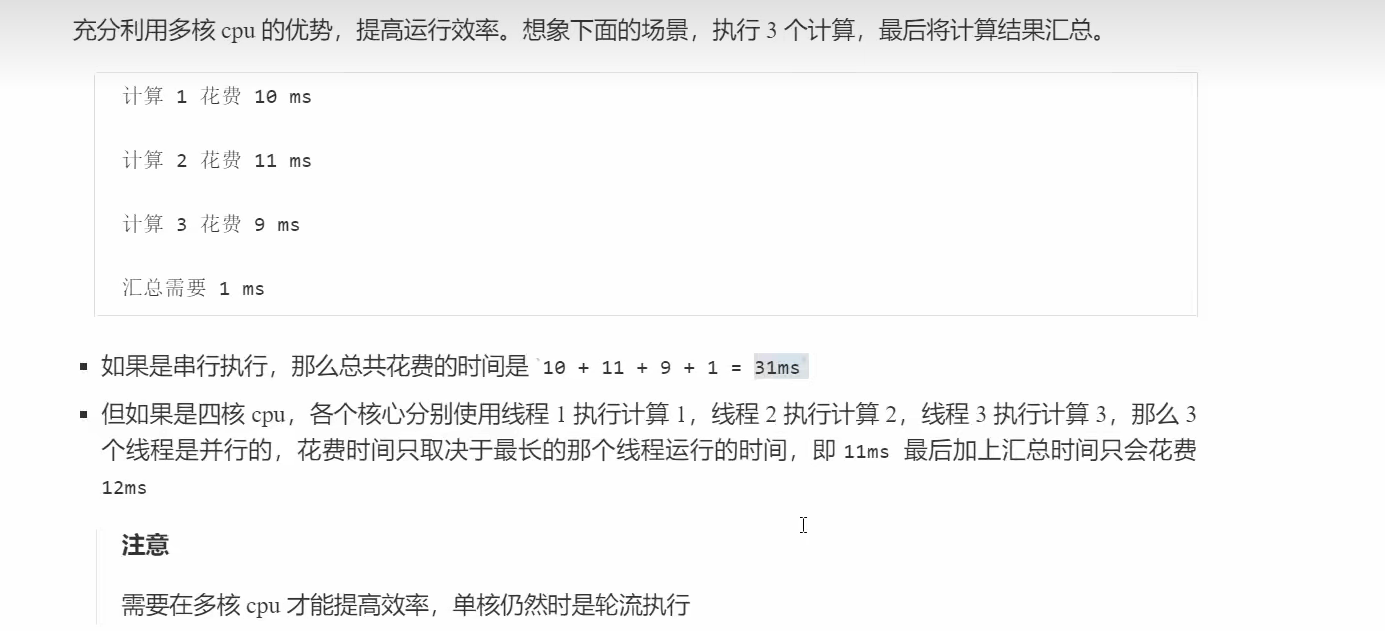 充分利用多核 cpu 的优势，提高运行效率。想象下面的场景，执行 3 个计算，最后将计算结果汇总。
计算 1 花费 10 ms
计算 2 花费 11 ms
计算 3 花费 9 ms
汇总需要 1 ms
▪ 如果是串行执行，那么总共花费的时间是 `10 + 11 + 9 + 1 = 31ms`
▪ 但如果是四核 cpu，各个核心分别使用线程 1 执行计算 1，线程 2 执行计算 2，线程 3 执行计算 3，那么 3
个线程是并行的，花费时间只取决于最长的那个线程运行的时间，即 11ms 最后加上汇总时间只会花费
12ms
注意
需要在多核 cpu 才能提高效率，单核仍然时是轮流执行